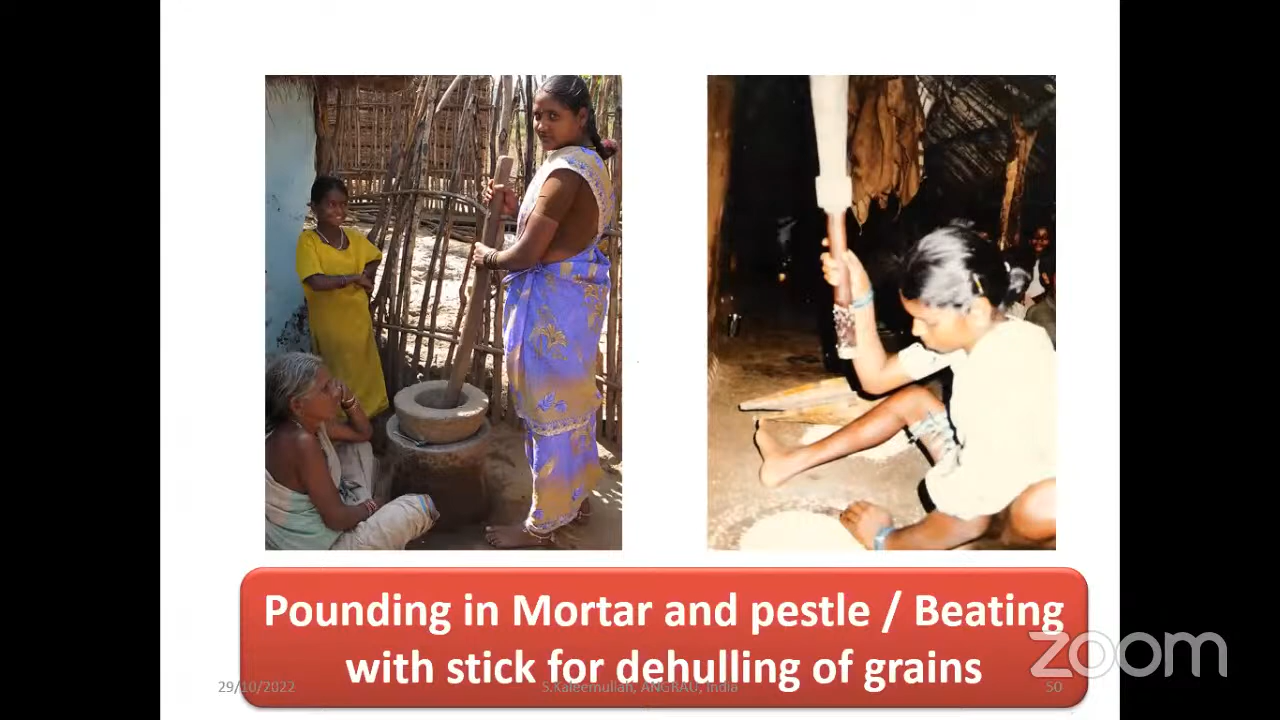 Pounding in Mortar and pestle / Beating
with stick for dehulling of grains
zoom
29/10/2022
S.Kaleemullah, ANGRAU, India
50